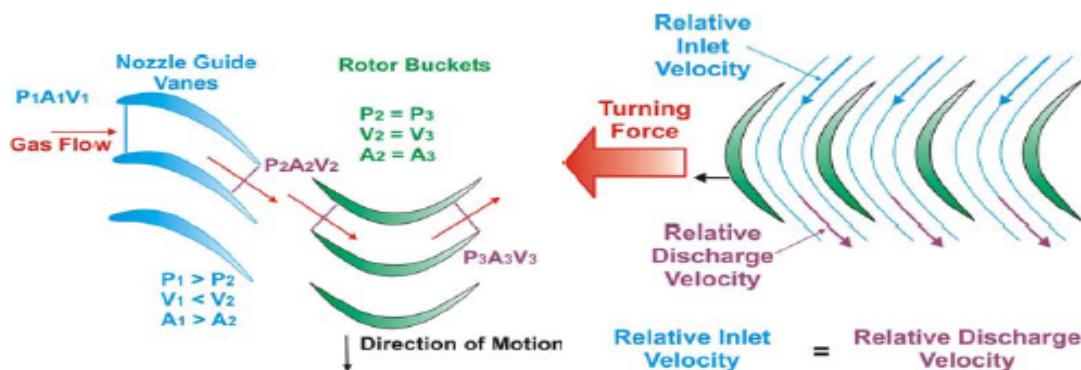 Nozzle Guide
Vanes
P1A1V1
Gas Flow
P2A2V2
P1 > P2
V1 < V2
A1 > A2
Rotor Buckets
P2 = P3
V2 = V3
A2 = A3
P3A3V3
Direction of Motion
Relative
Inlet
Velocity
Turning
Force
Relative
Discharge
Velocity
Relative Inlet
Velocity
=
Relative Discharge
Velocity